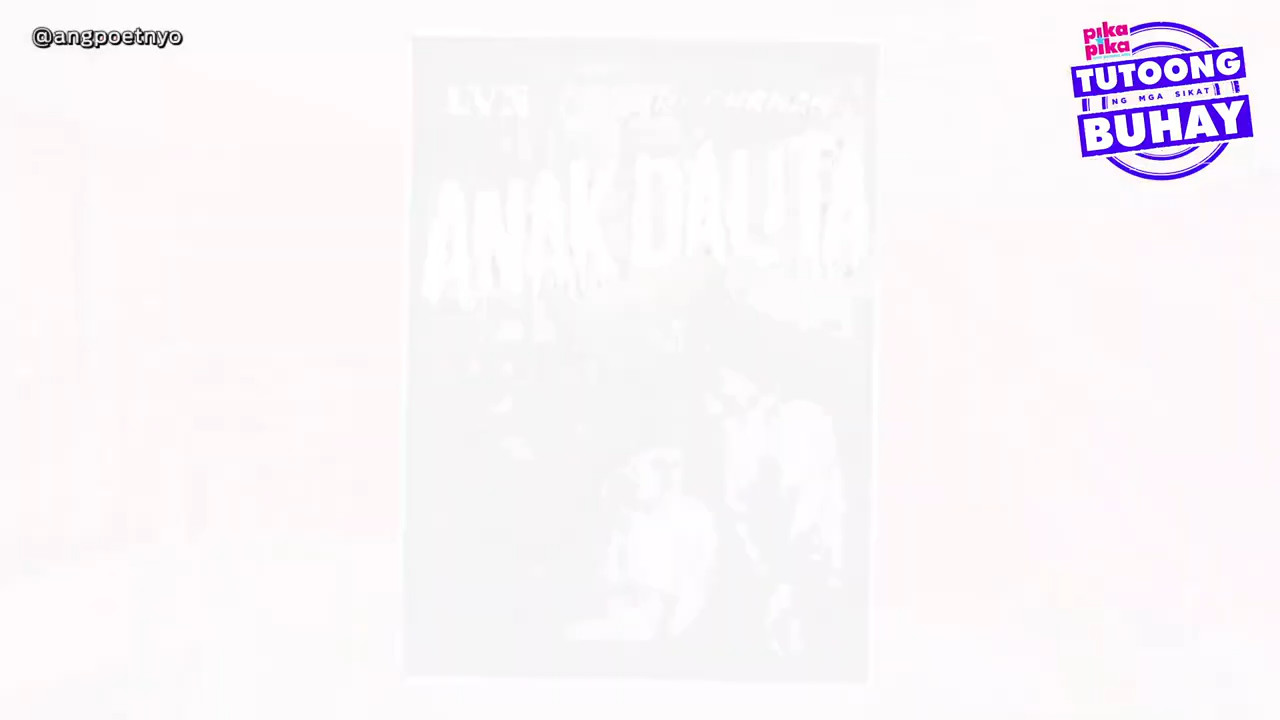 @angpoetnyo
pika
pika
TUTOONG
NG MGA SIKAT
BUHAY
LVN
ANAK DALITA